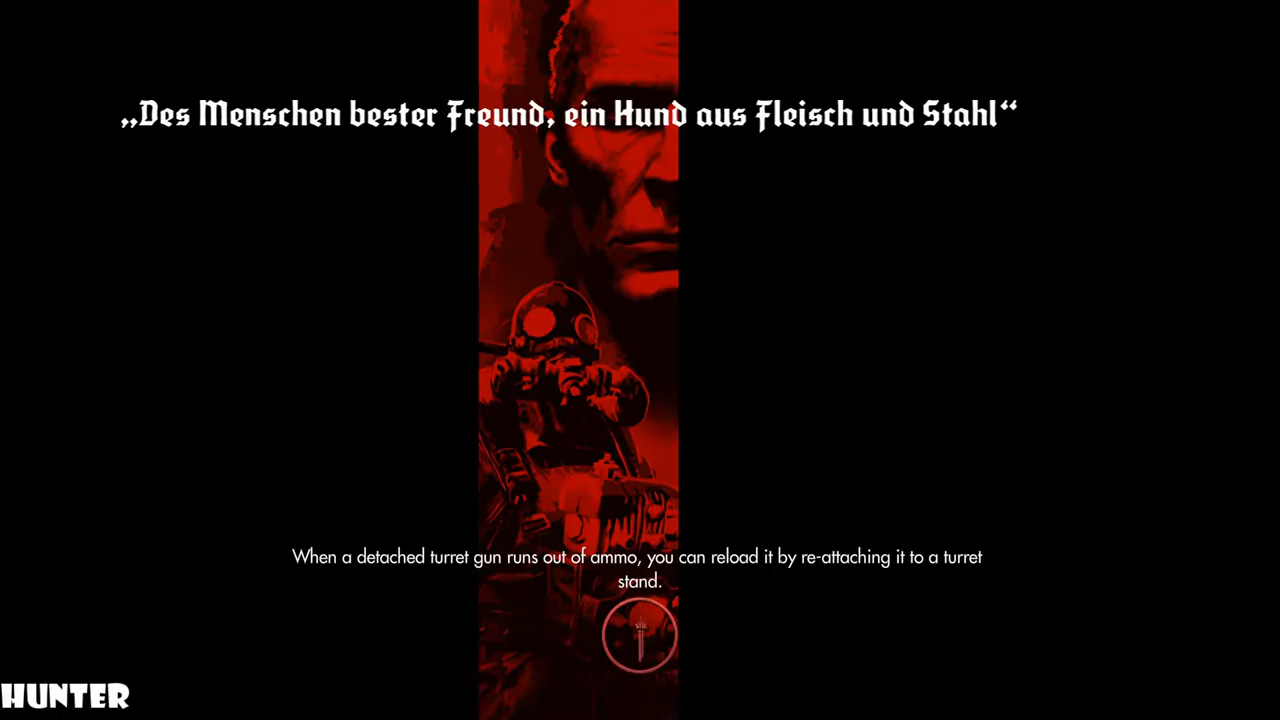 „Des Menschen bester Freund, ein Hund aus Fleisch und Stahl“
When a detached turret gun runs out of ammo, you can reload it by re-attaching it to a turret
stand.
HUNTER